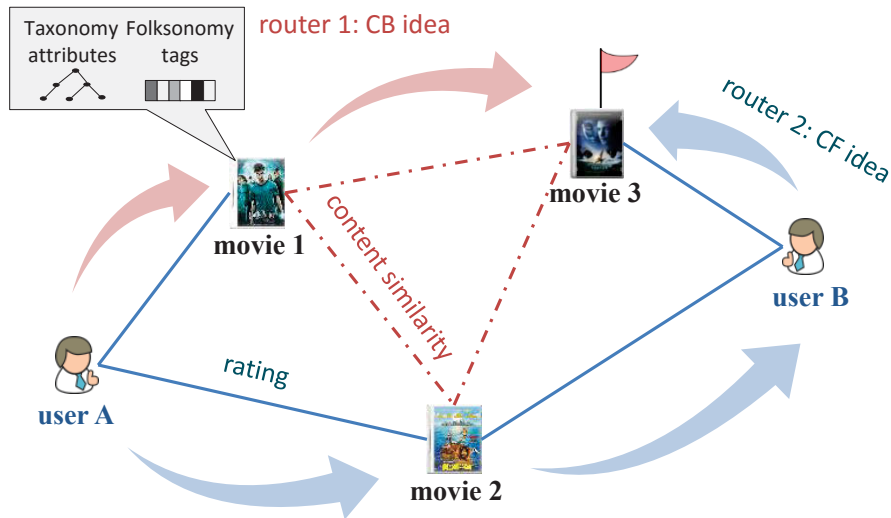 Taxonomy attributes
Folksonomy tags
router 1: CB idea
router 2: CF idea
movie 3
movie 1
content similarity
user B
rating
user A
movie 2